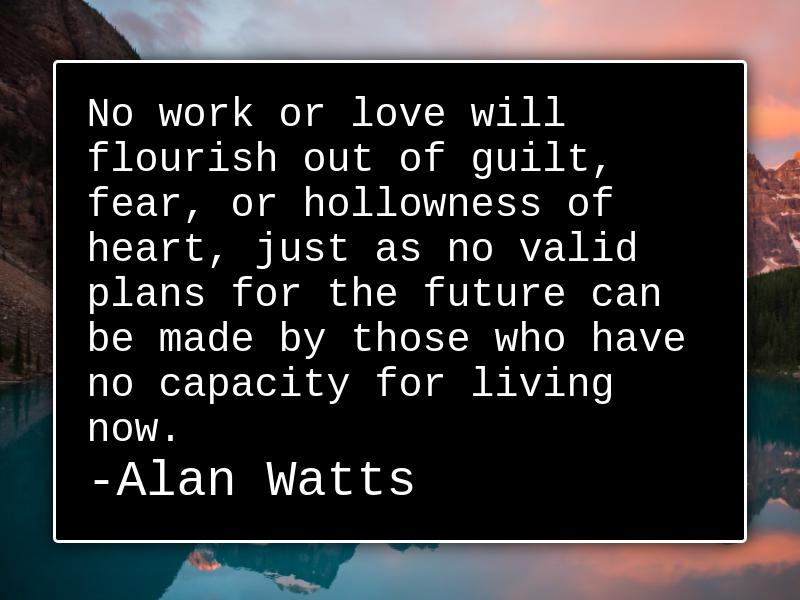 No work or love will
flourish out of guilt,
fear, or hollowness of
heart, just as no valid
plans for the future can
be made by those who have
no capacity for living
now.
-Alan Watts